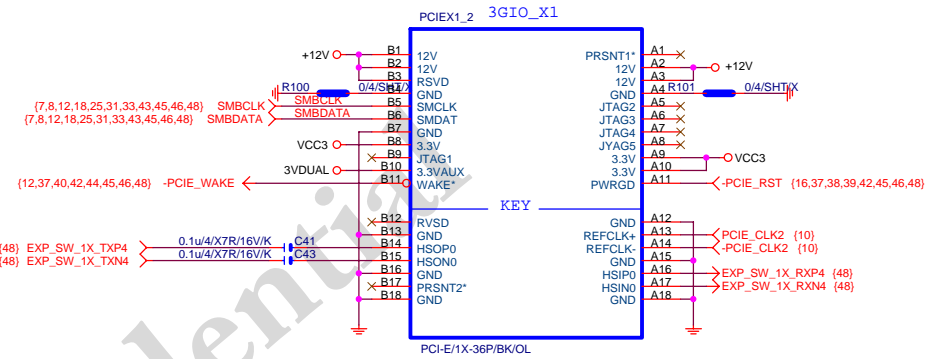 PCIEX1_2 3GIO_X1
+12V B1 12V PRSNT1* A1
B2 12V 12V A2 +12V
B3 RSVD 12V A3
R100 0/4/SHT/X B4 GND GND A4 R101 0/4/SHT/X
{7,8,12,18,25,31,33,43,45,46,48} SMBCLK SMBCLK B5 SMCLK JTAG2 A5
{7,8,12,18,25,31,33,43,45,46,48} SMBDATA SMBDATA B6 SMDAT JTAG3 A6
B7 GND JTAG4 A7
VCC3 B8 3.3V JYAG5 A8
B9 JTAG1 3.3V A9 VCC3
3VDUAL B10 3.3VAUX 3.3V A10
{12,37,40,42,44,45,46,48} -PCIE_WAKE B11 WAKE* PWRGD A11 -PCIE_RST {16,37,38,39,42,45,46,48}
KEY
B12 RVSD GND A12
B13 GND REFCLK+ A13 PCIE_CLK2 {10}
{48} EXP_SW_1X_TXP4 0.1u/4/X7R/16V/K C41 B14 HSOP0 REFCLK- A14 -PCIE_CLK2 {10}
{48} EXP_SW_1X_TXN4 0.1u/4/X7R/16V/K C43 B15 HSON0 GND A15
B16 GND HSIP0 A16 EXP_SW_1X_RXP4 {48}
B17 PRSNT2* HSIN0 A17 EXP_SW_1X_RXN4 {48}
B18 GND GND A18
PCI-E/1X-36P/BK/OL
dential